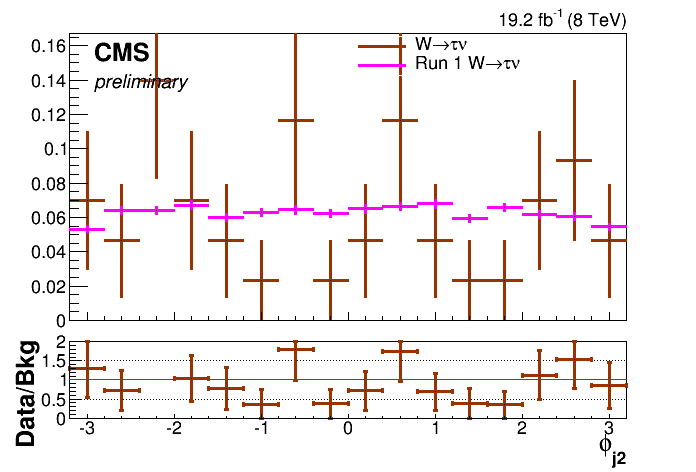 19.2 fb⁻¹ (8 TeV)
CMS
preliminary
W→τν
Run 1 W→τν
0.16
0.14
0.12
0.1
0.08
0.06
0.04
0.02
0
Data/Bkg
2
1.5
1
0.5
0
-3 -2 -1 0 1 2 3
ϕj2